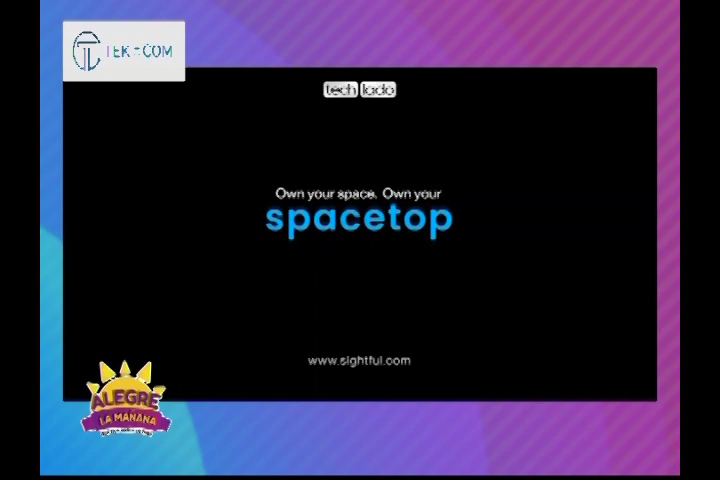 TEK
COM
tech lado
Own your space. Own your
spacetop
www.sightful.com
ALEGRE
LA MAÑANA